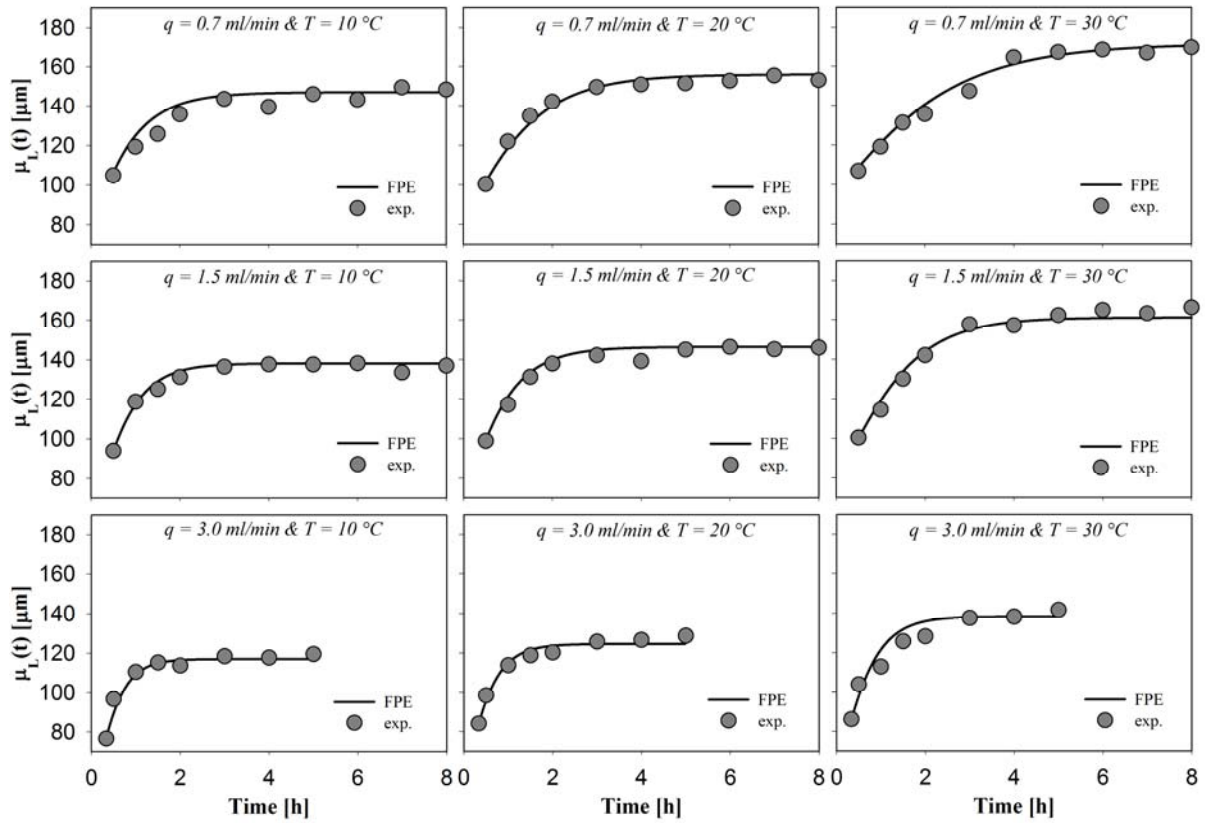 q = 0.7 ml/min & T = 10 °C
q = 0.7 ml/min & T = 20 °C
q = 0.7 ml/min & T = 30 °C
180
160
140
120
100
80
μL(t) [μm]
FPE
exp.
FPE
exp.
FPE
exp.
q = 1.5 ml/min & T = 10 °C
q = 1.5 ml/min & T = 20 °C
q = 1.5 ml/min & T = 30 °C
180
160
140
120
100
80
μL(t) [μm]
FPE
exp.
FPE
exp.
FPE
exp.
q = 3.0 ml/min & T = 10 °C
q = 3.0 ml/min & T = 20 °C
q = 3.0 ml/min & T = 30 °C
180
160
140
120
100
80
μL(t) [μm]
FPE
exp.
FPE
exp.
FPE
exp.
0 2 4 6 8
0 2 4 6 8
0 2 4 6 8
Time [h]
Time [h]
Time [h]